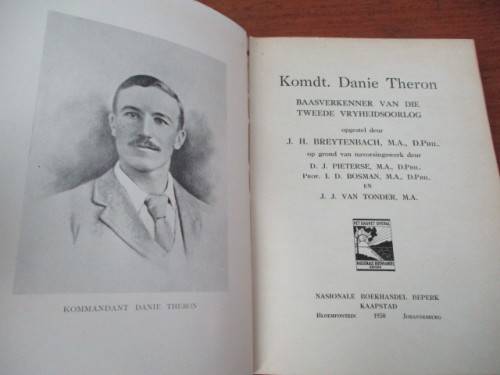 KOMMANDANT DANIE THERON
Komdt. Danie Theron
BAASVERKENNER VAN DIE
TWEEDE VRYHEIDSOORLOG
opgestel deur
J. H. BREYTENBACH, M.A., D.PHIL.
op grond van navorsingswerk deur
D. J. PIETERSE, M.A., D.PHIL.
PROF. I. D. BOSMAN, M.A., D.PHIL.
EN
J. J. VAN TONDER, M.A.
NASIONALE BOEKHANDEL BEPERK
KAAPSTAD
BLOEMFONTEIN 1950 JOHANNESBURG